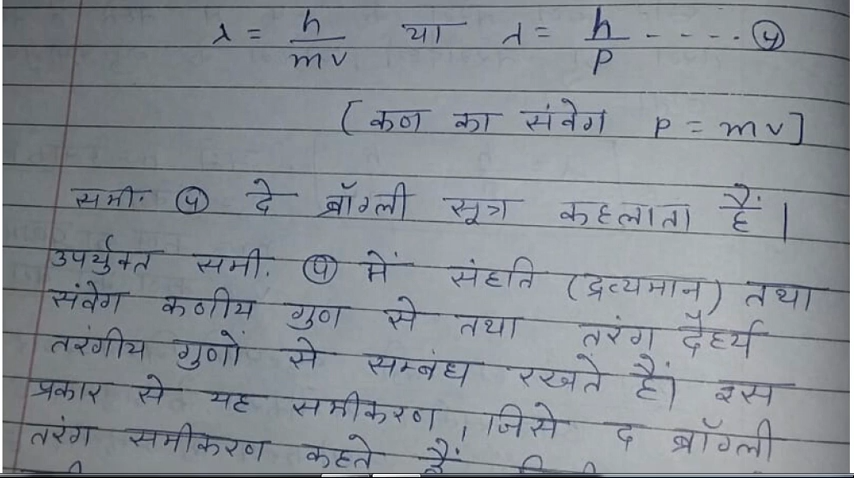 λ = h/mv या λ = h/p ----- ④
[कण का संवेग P = mv]
समी. ④ दे ब्रॉग्ली सूत्र कहलाता हैं।
उपर्युक्त समी. ④ में संहति (द्रव्यमान) तथा
संवेग कणीय गुण से तथा तरंग दैर्ध्य
तरंगीय गुणों से सम्बंध रखते हैं। इस
प्रकार से यह समीकरण, जिसे द ब्रॉग्ली
तरंग समीकरण कहते हैं